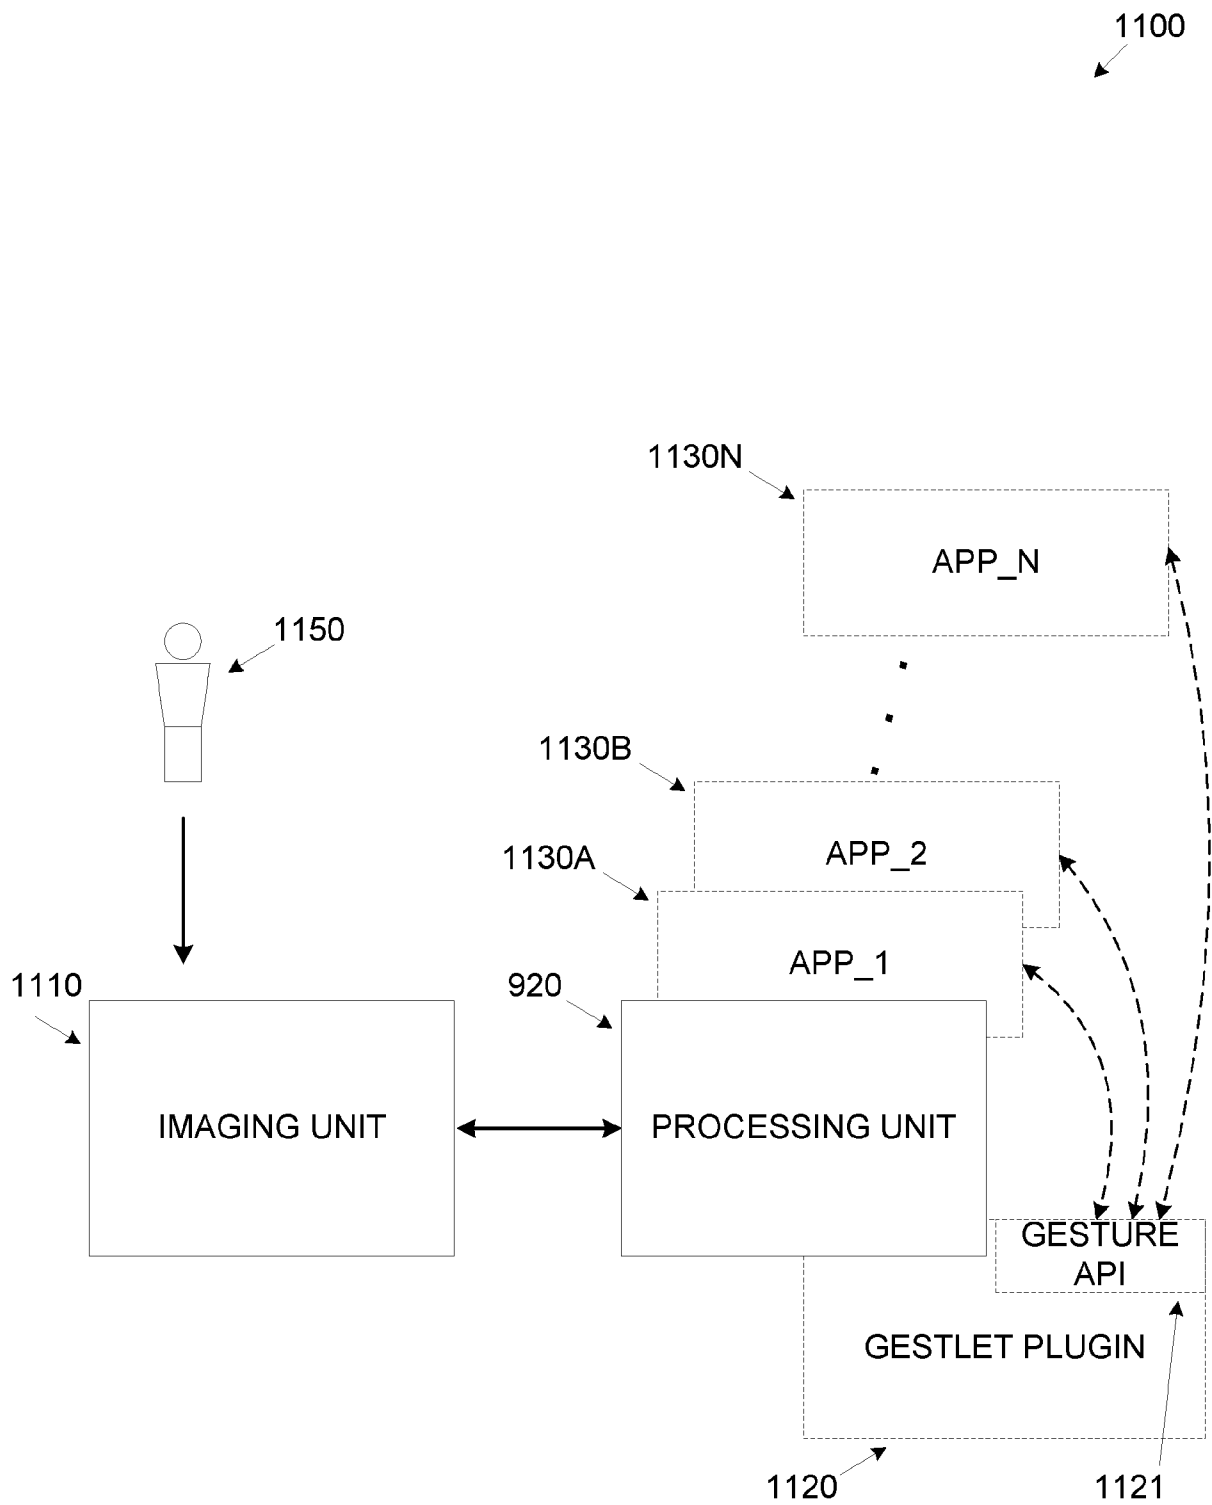 1100
1130N
APP_N
1150
1130B
APP_2
1130A
APP_1
1110
920
IMAGING UNIT
PROCESSING UNIT
GESTURE
API
GESTLET PLUGIN
1120
1121